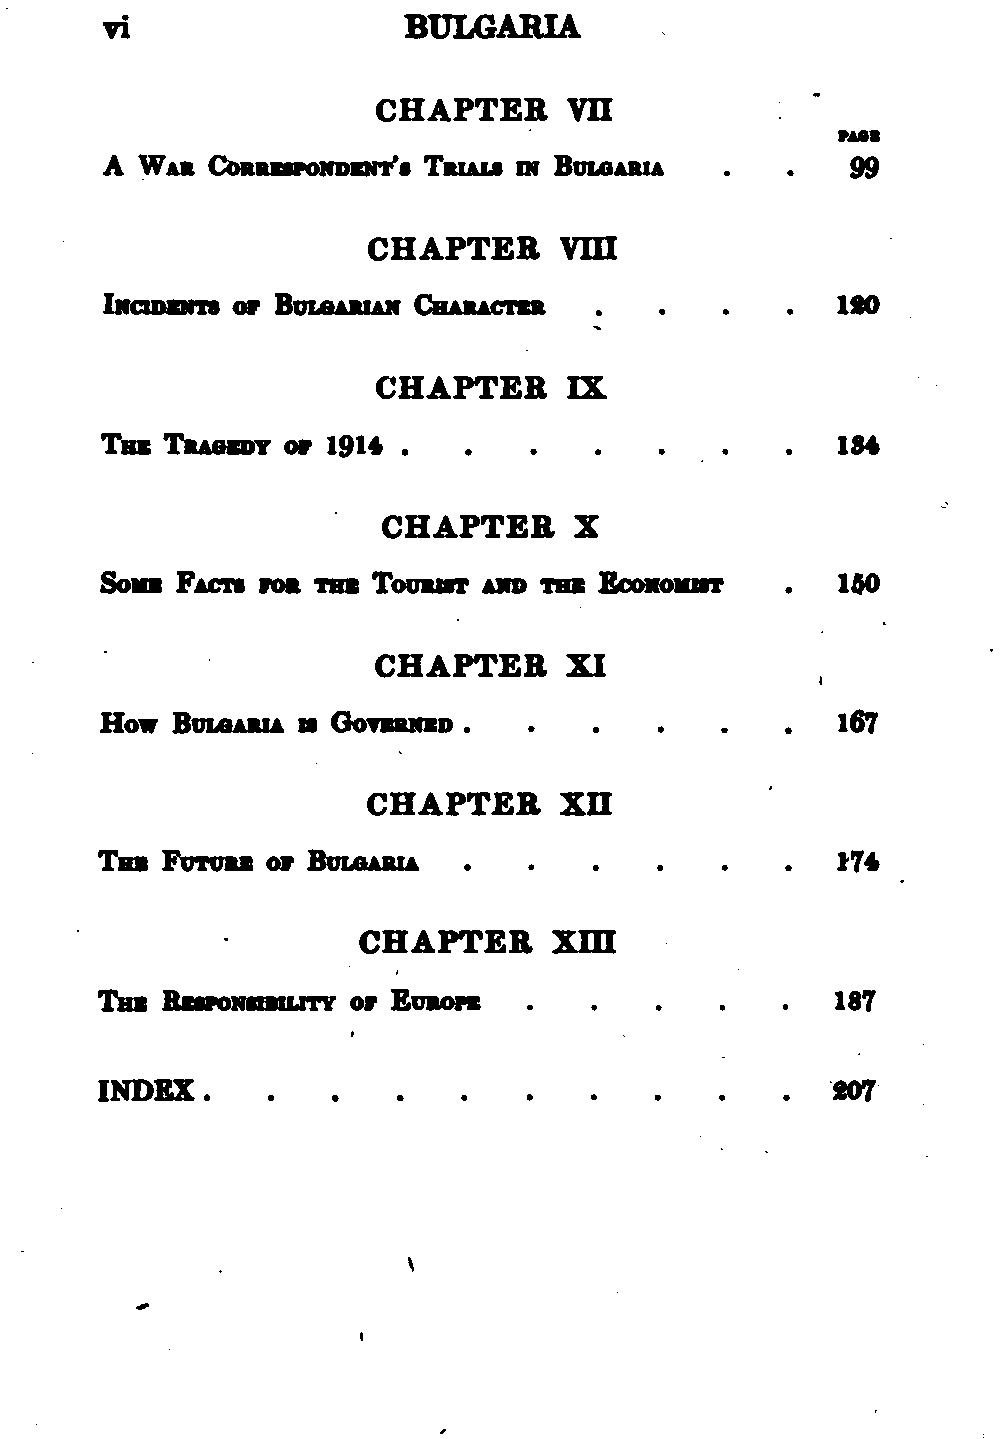 vi BULGARIA
CHAPTER VII
PAGE
A War Correspondent's Trials in Bulgaria . . 99
CHAPTER VIII
Incidents of Bulgarian Character . . . . 120
CHAPTER IX
The Tragedy of 1914 . . . . . . . 134
CHAPTER X
Some Facts for the Tourist and the Economist . 150
CHAPTER XI
How Bulgaria is Governed . . . . . . 167
CHAPTER XII
The Future of Bulgaria . . . . . . 174
CHAPTER XIII
The Responsibility of Europe . . . . . 187
INDEX . . . . . . . . . . 207